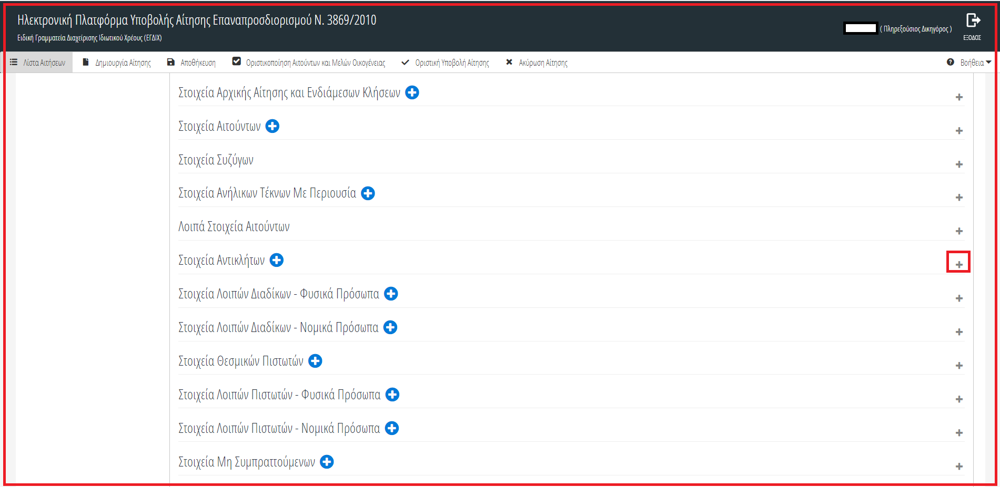 Ηλεκτρονική Πλατφόρμα Υποβολής Αίτησης Επαναπροσδιορισμού Ν. 3869/2010
Ειδική Γραμματεία Διαχείρισης Ιδιωτικού Χρέους (ΕΓΔΙΧ)
( Πληρεξούσιος Δικηγόρος )
ΕΞΟΔΟΣ
Λίστα Αιτήσεων Δημιουργία Αίτησης Αποθήκευση Οριστικοποίηση Αιτούντων και Μελών Οικογένειας Οριστική Υποβολή Αίτησης Ακύρωση Αίτησης Βοήθεια
Στοιχεία Αρχικής Αίτησης και Ενδιάμεσων Κλήσεων
Στοιχεία Αιτούντων
Στοιχεία Συζύγων
Στοιχεία Ανήλικων Τέκνων Με Περιουσία
Λοιπά Στοιχεία Αιτούντων
Στοιχεία Αντικλήτων
Στοιχεία Λοιπών Διαδίκων - Φυσικά Πρόσωπα
Στοιχεία Λοιπών Διαδίκων - Νομικά Πρόσωπα
Στοιχεία Θεσμικών Πιστωτών
Στοιχεία Λοιπών Πιστωτών - Φυσικά Πρόσωπα
Στοιχεία Λοιπών Πιστωτών - Νομικά Πρόσωπα
Στοιχεία Μη Συμπραττούμενων